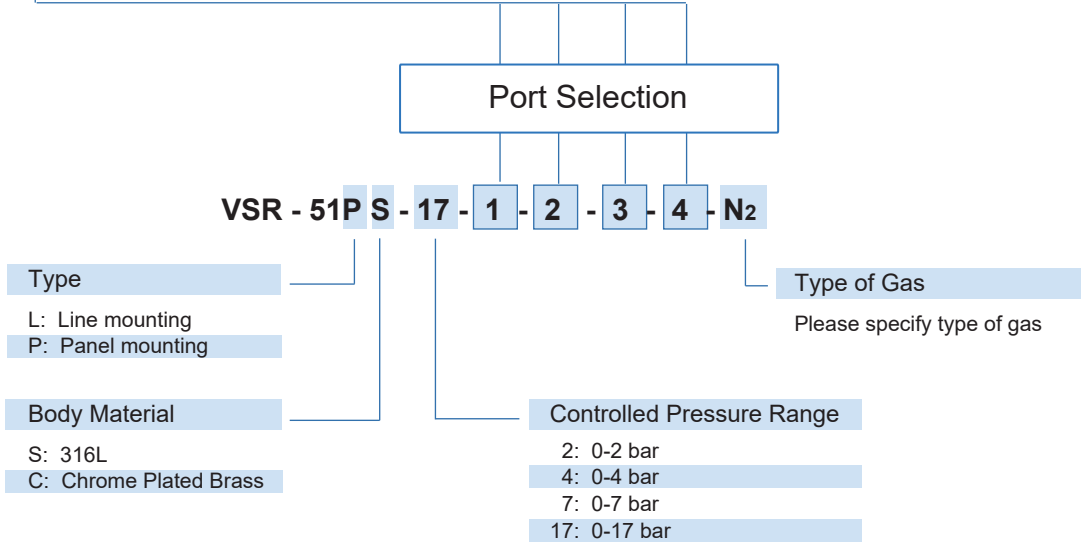 Port Selection
VSR - 51P S - 17 - 1 - 2 - 3 - 4 - N2
Type
L: Line mounting
P: Panel mounting
Type of Gas
Please specify type of gas
Body Material
S: 316L
C: Chrome Plated Brass
Controlled Pressure Range
2: 0-2 bar
4: 0-4 bar
7: 0-7 bar
17: 0-17 bar